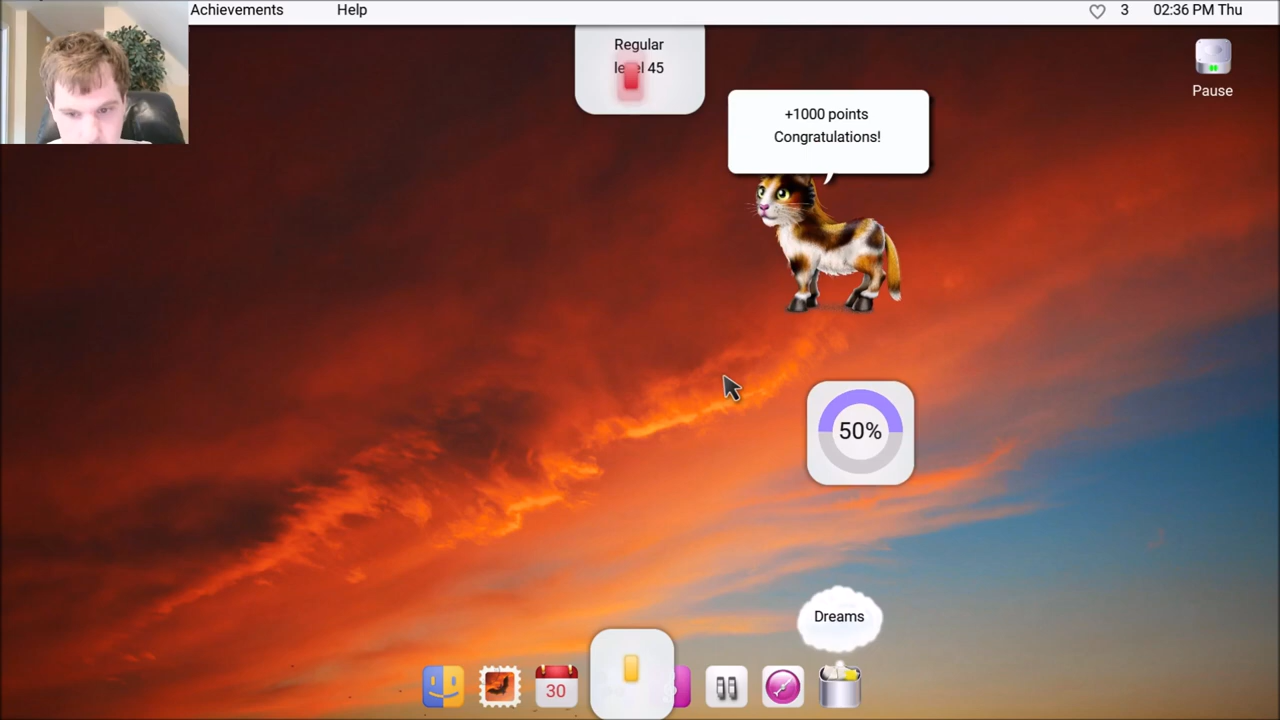 Achievements
Help
3
02:36 PM Thu
Pause
Regular
level 45
+1000 points
Congratulations!
50%
Dreams
30